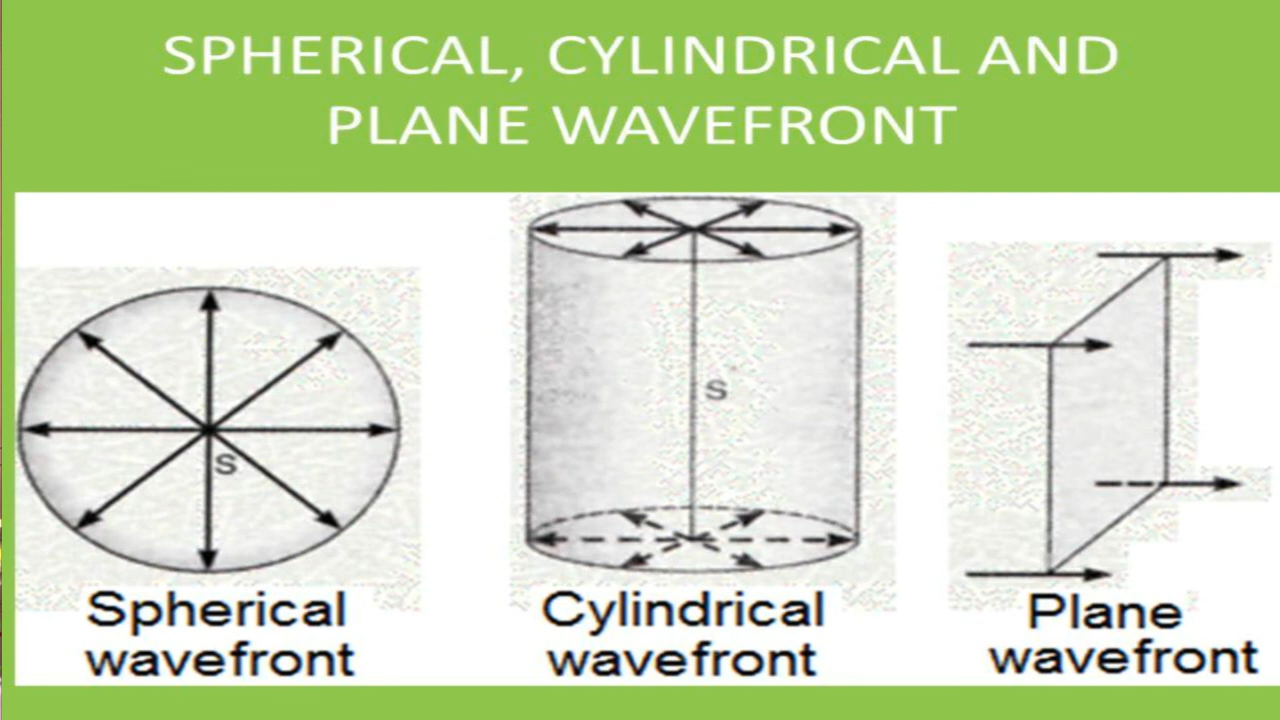 SPHERICAL, CYLINDRICAL AND
PLANE WAVEFRONT
S
S
Spherical
wavefront
Cylindrical
wavefront
Plane
wavefront